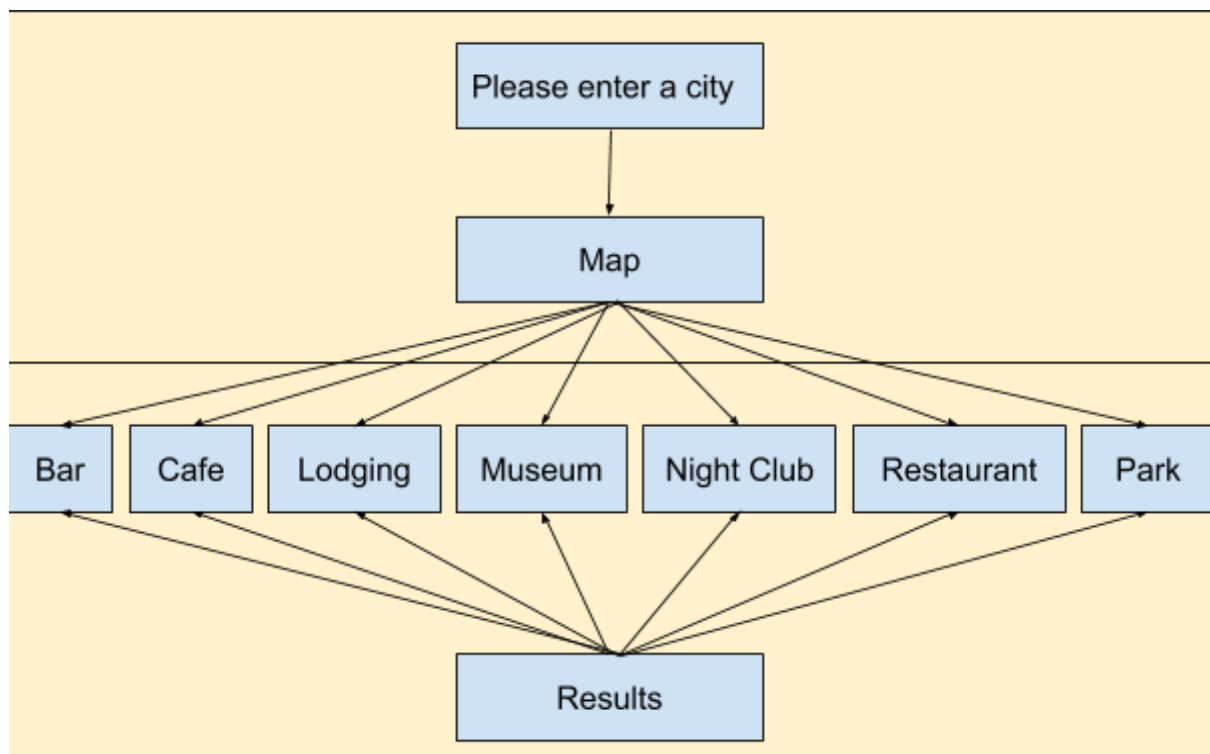 Please enter a city
Map
Bar
Cafe
Lodging
Museum
Night Club
Restaurant
Park
Results